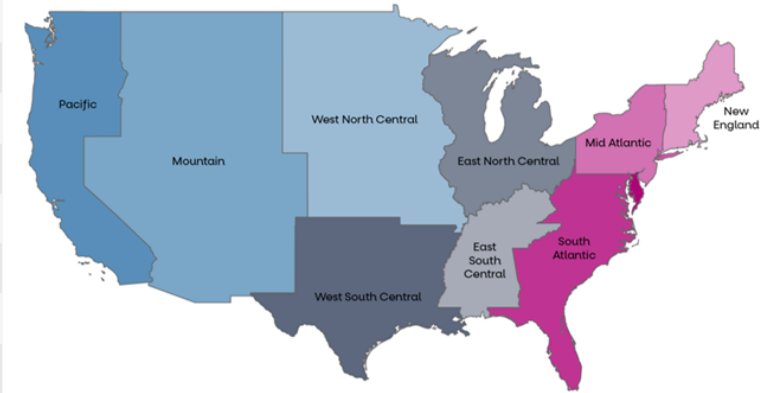 Pacific
Mountain
West North Central
East North Central
Mid Atlantic
New
England
West South Central
East
South
Central
South
Atlantic